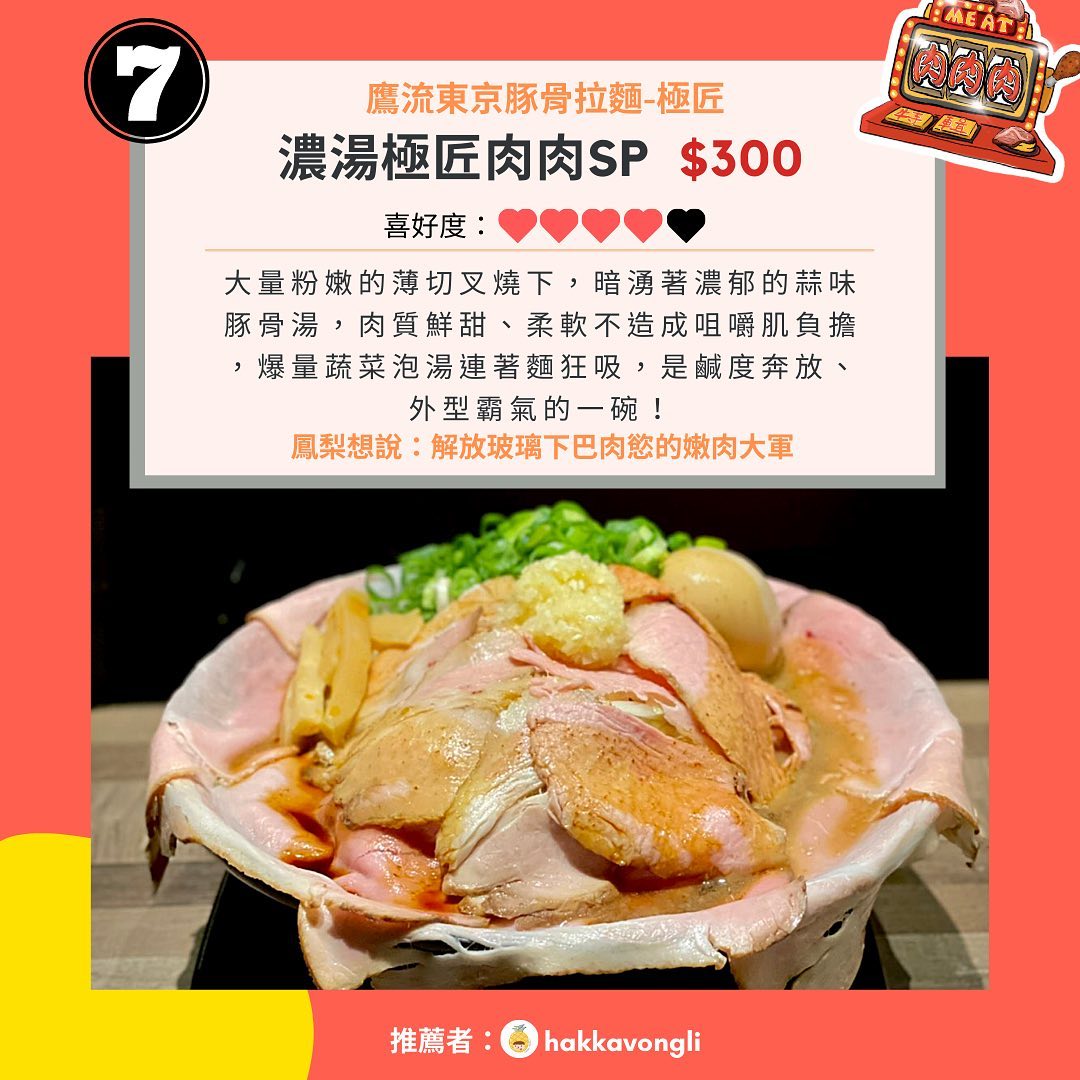 7
MEAT
肉肉肉
鷹流東京豚骨拉麵-極匠
濃湯極匠肉肉SP $300
喜好度：
大量粉嫩的薄切叉燒下，暗湧著濃郁的蒜味
豚骨湯，肉質鮮甜、柔軟不造成咀嚼肌負擔
，爆量蔬菜泡湯連著麵狂吸，是鹹度奔放、
外型霸氣的一碗！
鳳梨想說：解放玻璃下巴肉慾的嫩肉大軍
推薦者：hakkavongli